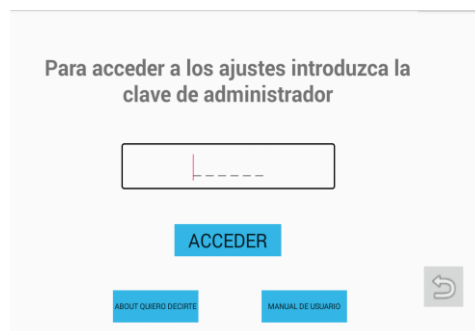 Para acceder a los ajustes introduzca la
clave de administrador
ACCEDER
ABOUT QUIERO DECIRTE
MANUAL DE USUARIO